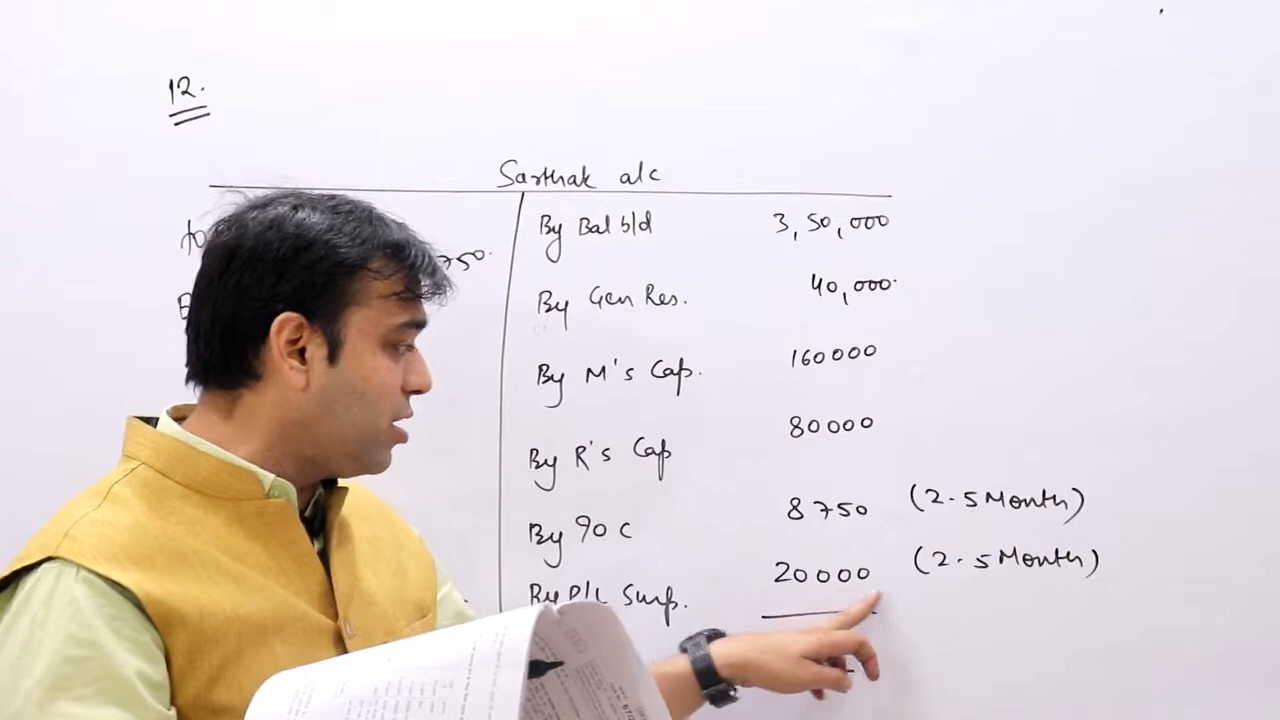 12.
Sarthak a/c
By Bal b/d 3,50,000
750.
By Gen Res. 40,000.
By M's Cap. 160000
By R's Cap 80000
By 90 C 8750 (2.5 Month)
By P/L Susp. 20000 (2.5 Month)